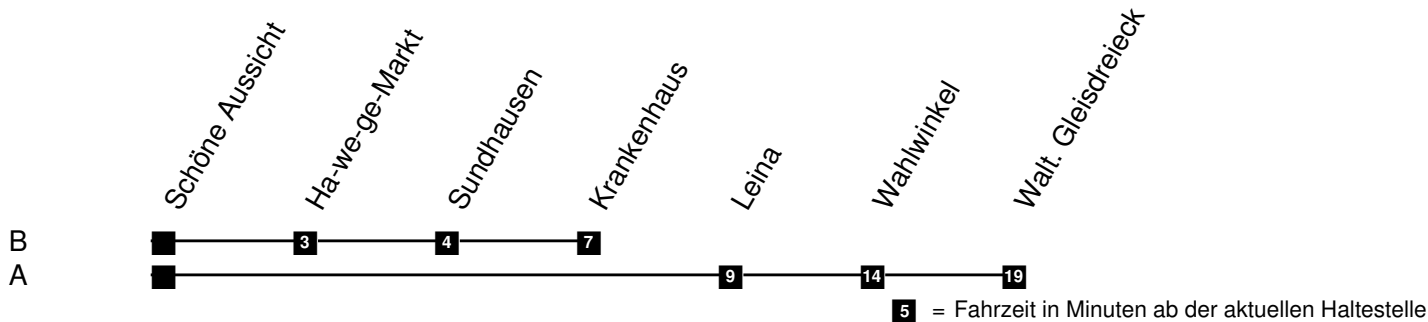 Schöne Aussicht
Ha-we-ge-Markt
Sundhausen
Krankenhaus
Leina
Wahlwinkel
Walt. Gleisdreieck
B 3 4 7
A 9 14 19
5 = Fahrzeit in Minuten ab der aktuellen Haltestelle